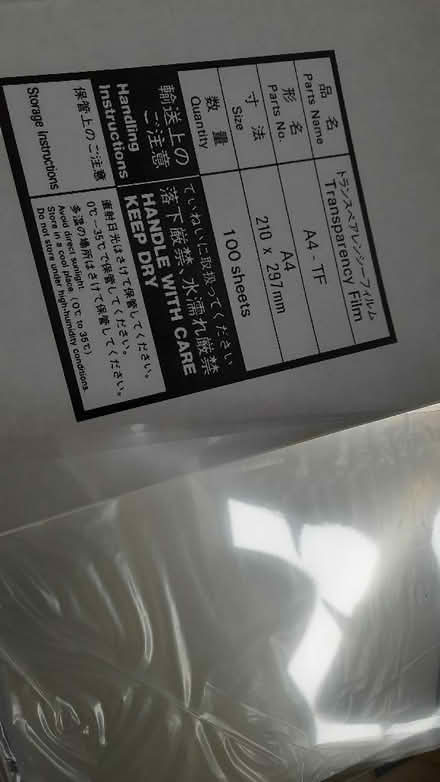 品名
Parts Name
トランスペアレンシーフィルム
Transparency Film
形名
Parts No.
A4 - TF
寸法
Size
A4
210 x 297mm
数量
Quantity
100 sheets
輸送上の
ご注意
Handling
Instructions
ていねいに取扱ってください
落下厳禁、水濡れ厳禁
HANDLE WITH CARE
KEEP DRY
保管上のご注意
Storage Instructions
直射日光はさけて保管してください。
0℃~35℃で保管してください。
多湿の場所はさけて保管してください。
Avoid direct sunlight.
Store in a cool place. (0℃ to 35℃)
Do not store under high-humidity conditions.